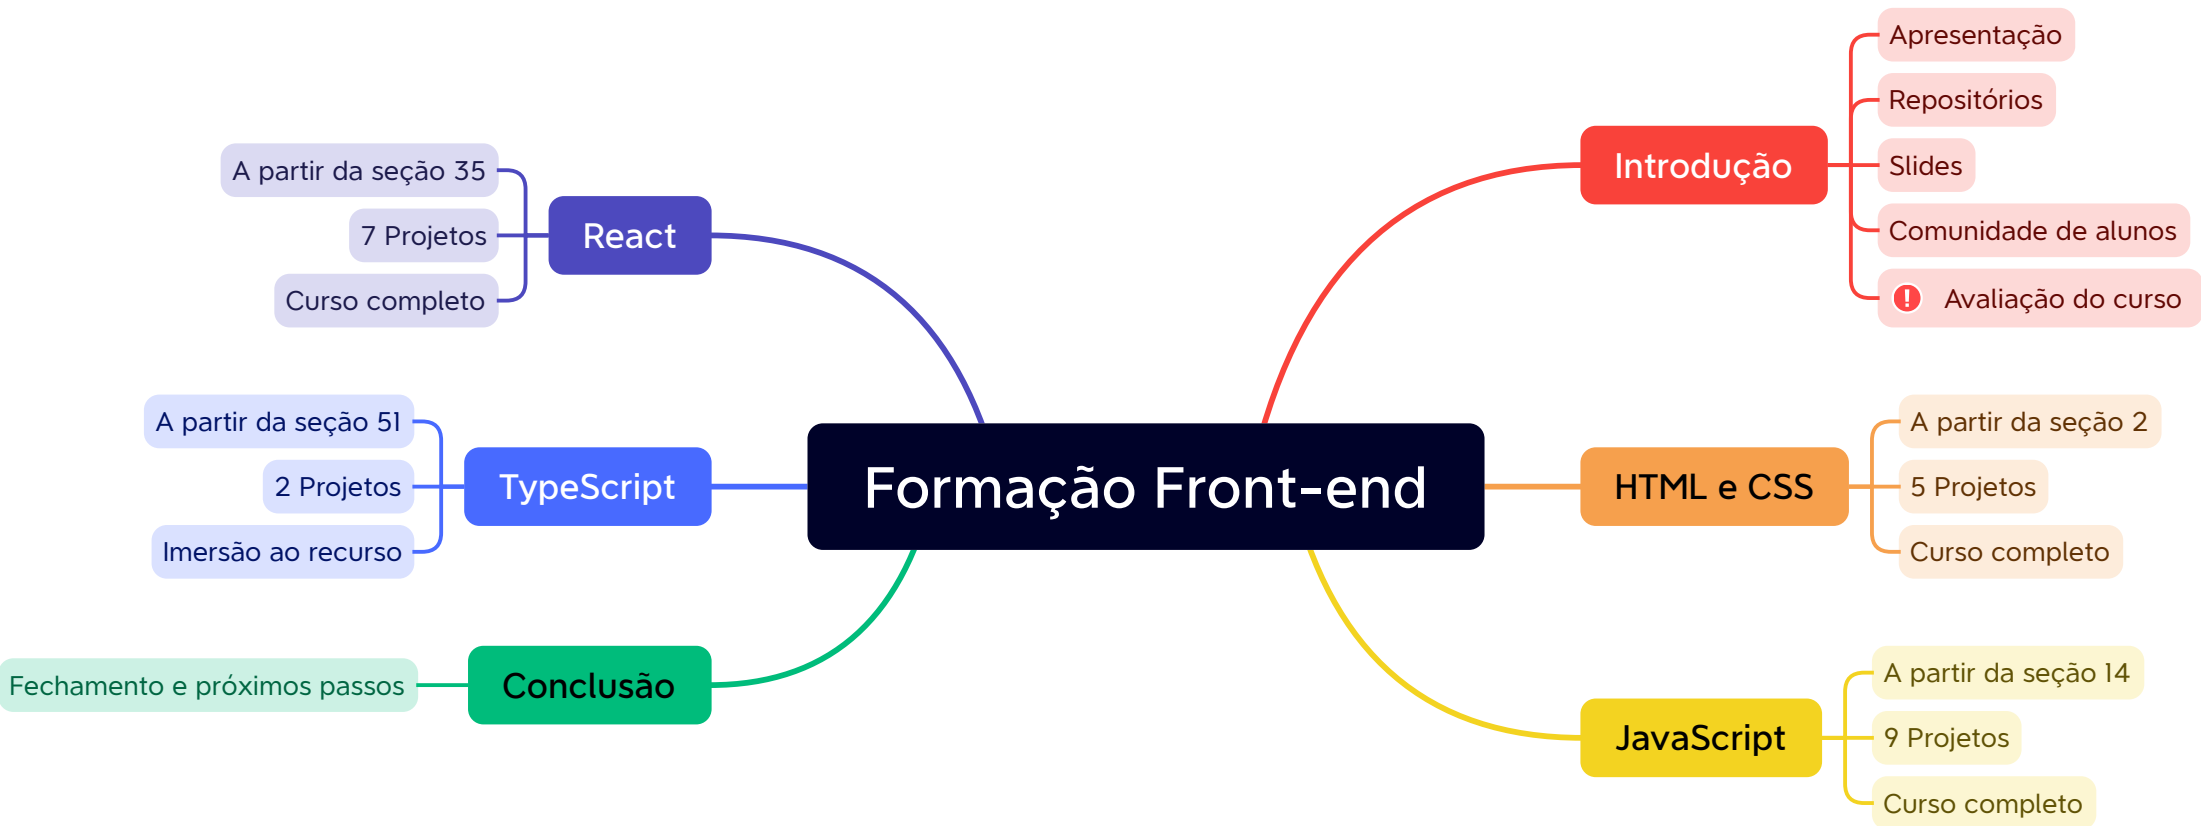 Formação Front-end
Introdução
Apresentação
Repositórios
Slides
Comunidade de alunos
Avaliação do curso
HTML e CSS
A partir da seção 2
5 Projetos
Curso completo
JavaScript
A partir da seção 14
9 Projetos
Curso completo
React
A partir da seção 35
7 Projetos
Curso completo
TypeScript
A partir da seção 51
2 Projetos
Imersão ao recurso
Conclusão
Fechamento e próximos passos